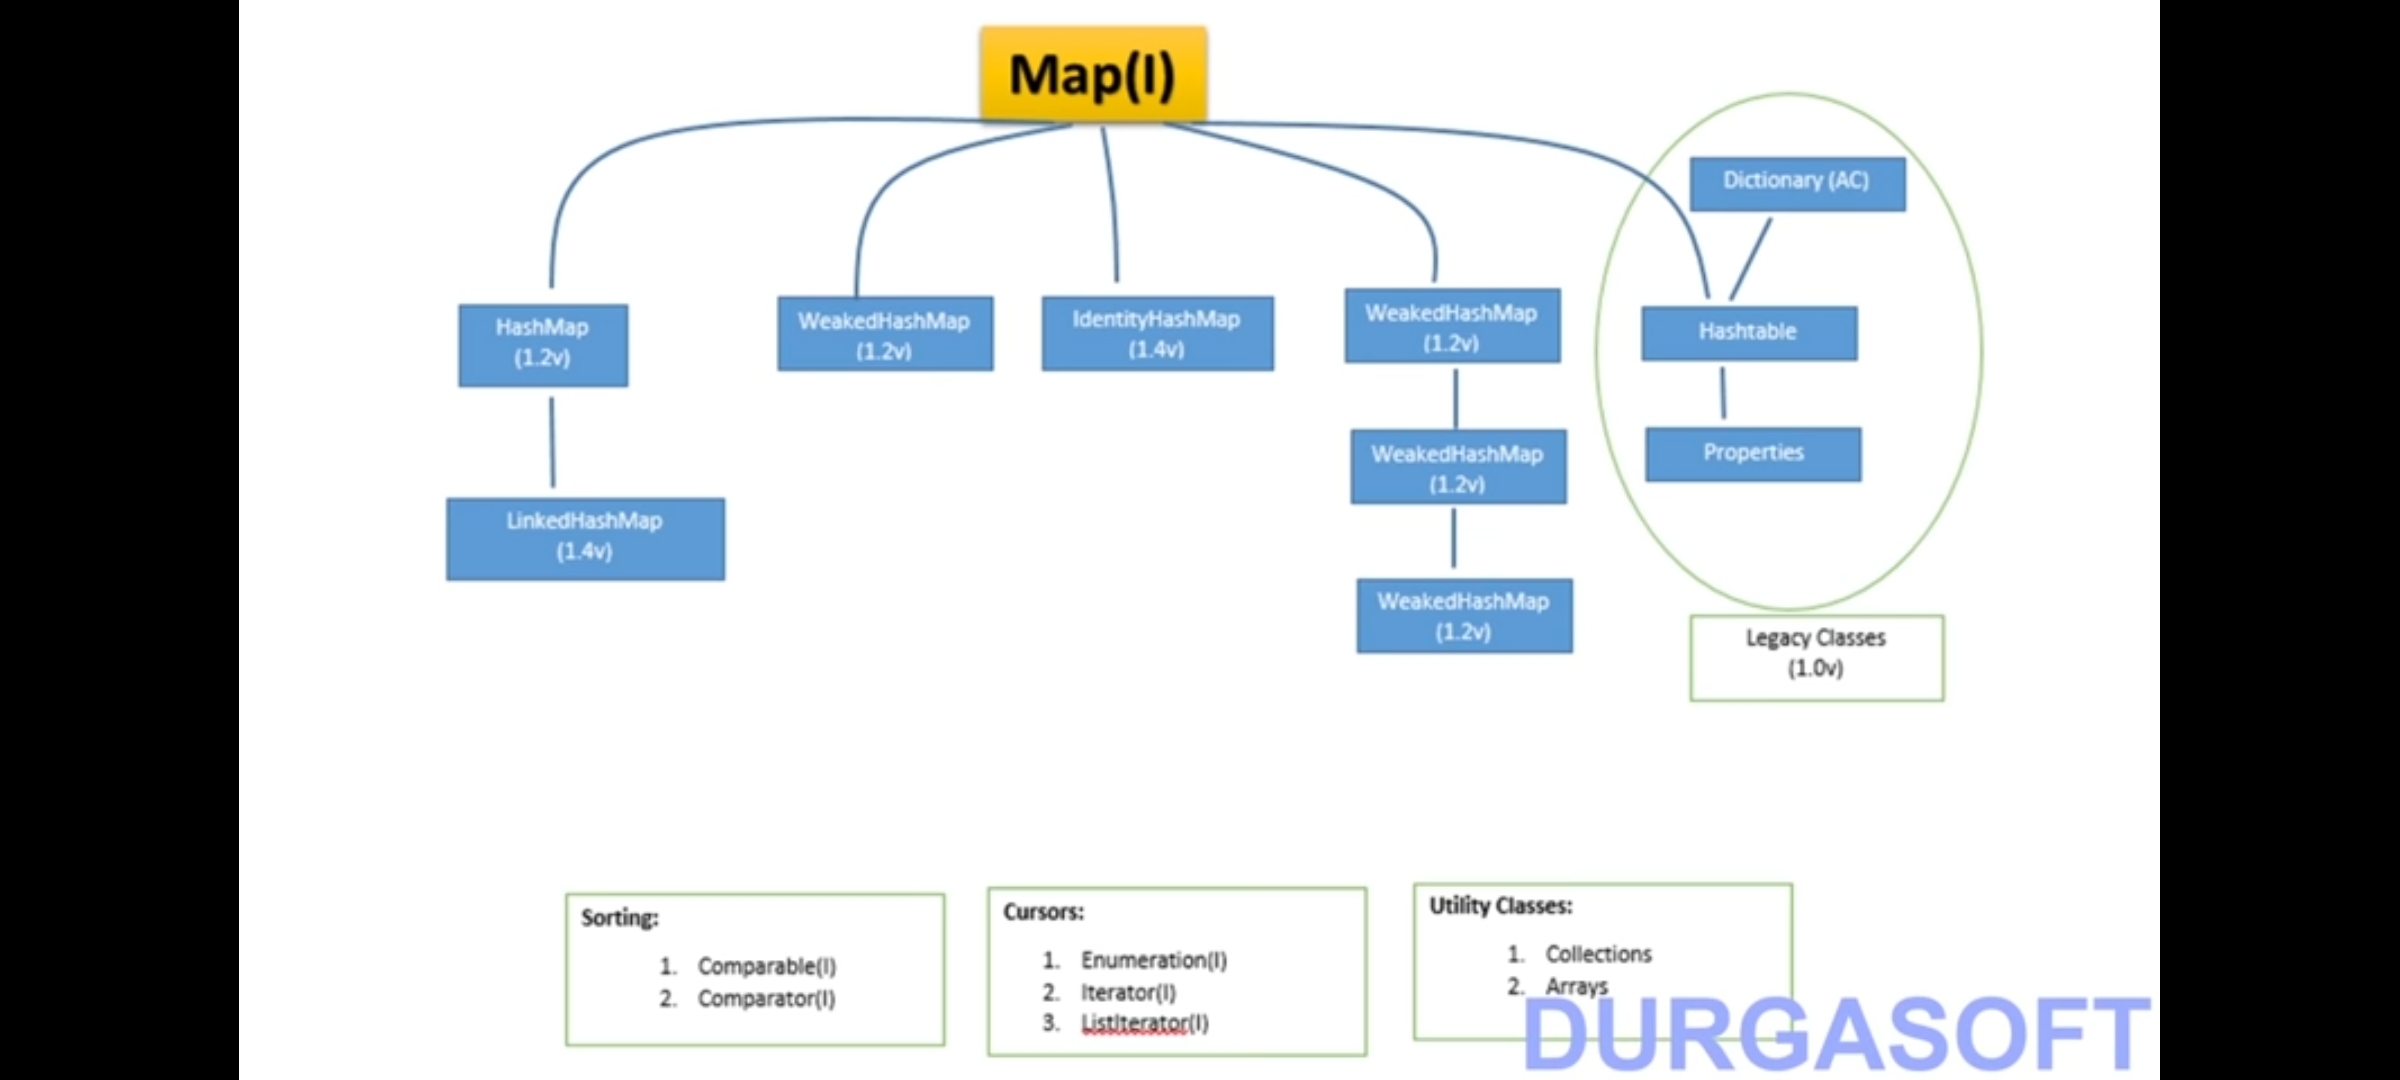 Map(I)
Dictionary (AC)
HashMap
(1.2v)
WeakedHashMap
(1.2v)
IdentityHashMap
(1.4v)
WeakedHashMap
(1.2v)
Hashtable
WeakedHashMap
(1.2v)
Properties
LinkedHashMap
(1.4v)
WeakedHashMap
(1.2v)
Legacy Classes
(1.0v)
Sorting:
1. Comparable(I)
2. Comparator(I)
Cursors:
1. Enumeration(I)
2. Iterator(I)
3. ListIterator(I)
Utility Classes:
1. Collections
2. Arrays
DURGASOFT